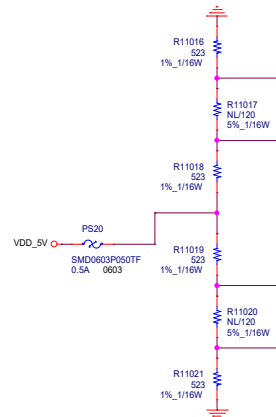 R11016
523
1%_1/16W
R11017
NL/120
5%_1/16W
R11018
523
1%_1/16W
PS20
VDD_5V
SMD0603P050TF
0.5A 0603
R11019
523
1%_1/16W
R11020
NL/120
5%_1/16W
R11021
523
1%_1/16W